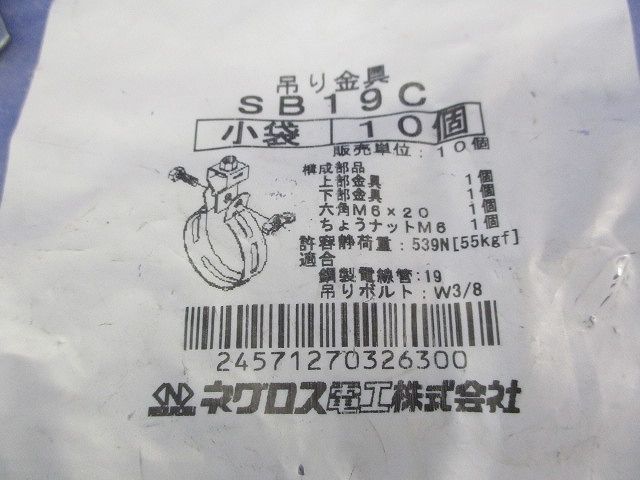 吊り金具
SB19C
小袋 10個
販売単位:10個
構成部品
上部金具 1個
下部金具 1個
六角M6×20 1個
ちょうナットM6 1個
許容静荷重:539N[55kgf]
適合
鋼製電線管:19
吊りボルト:W3/8
24571270326300
ネグロス電工株式会社